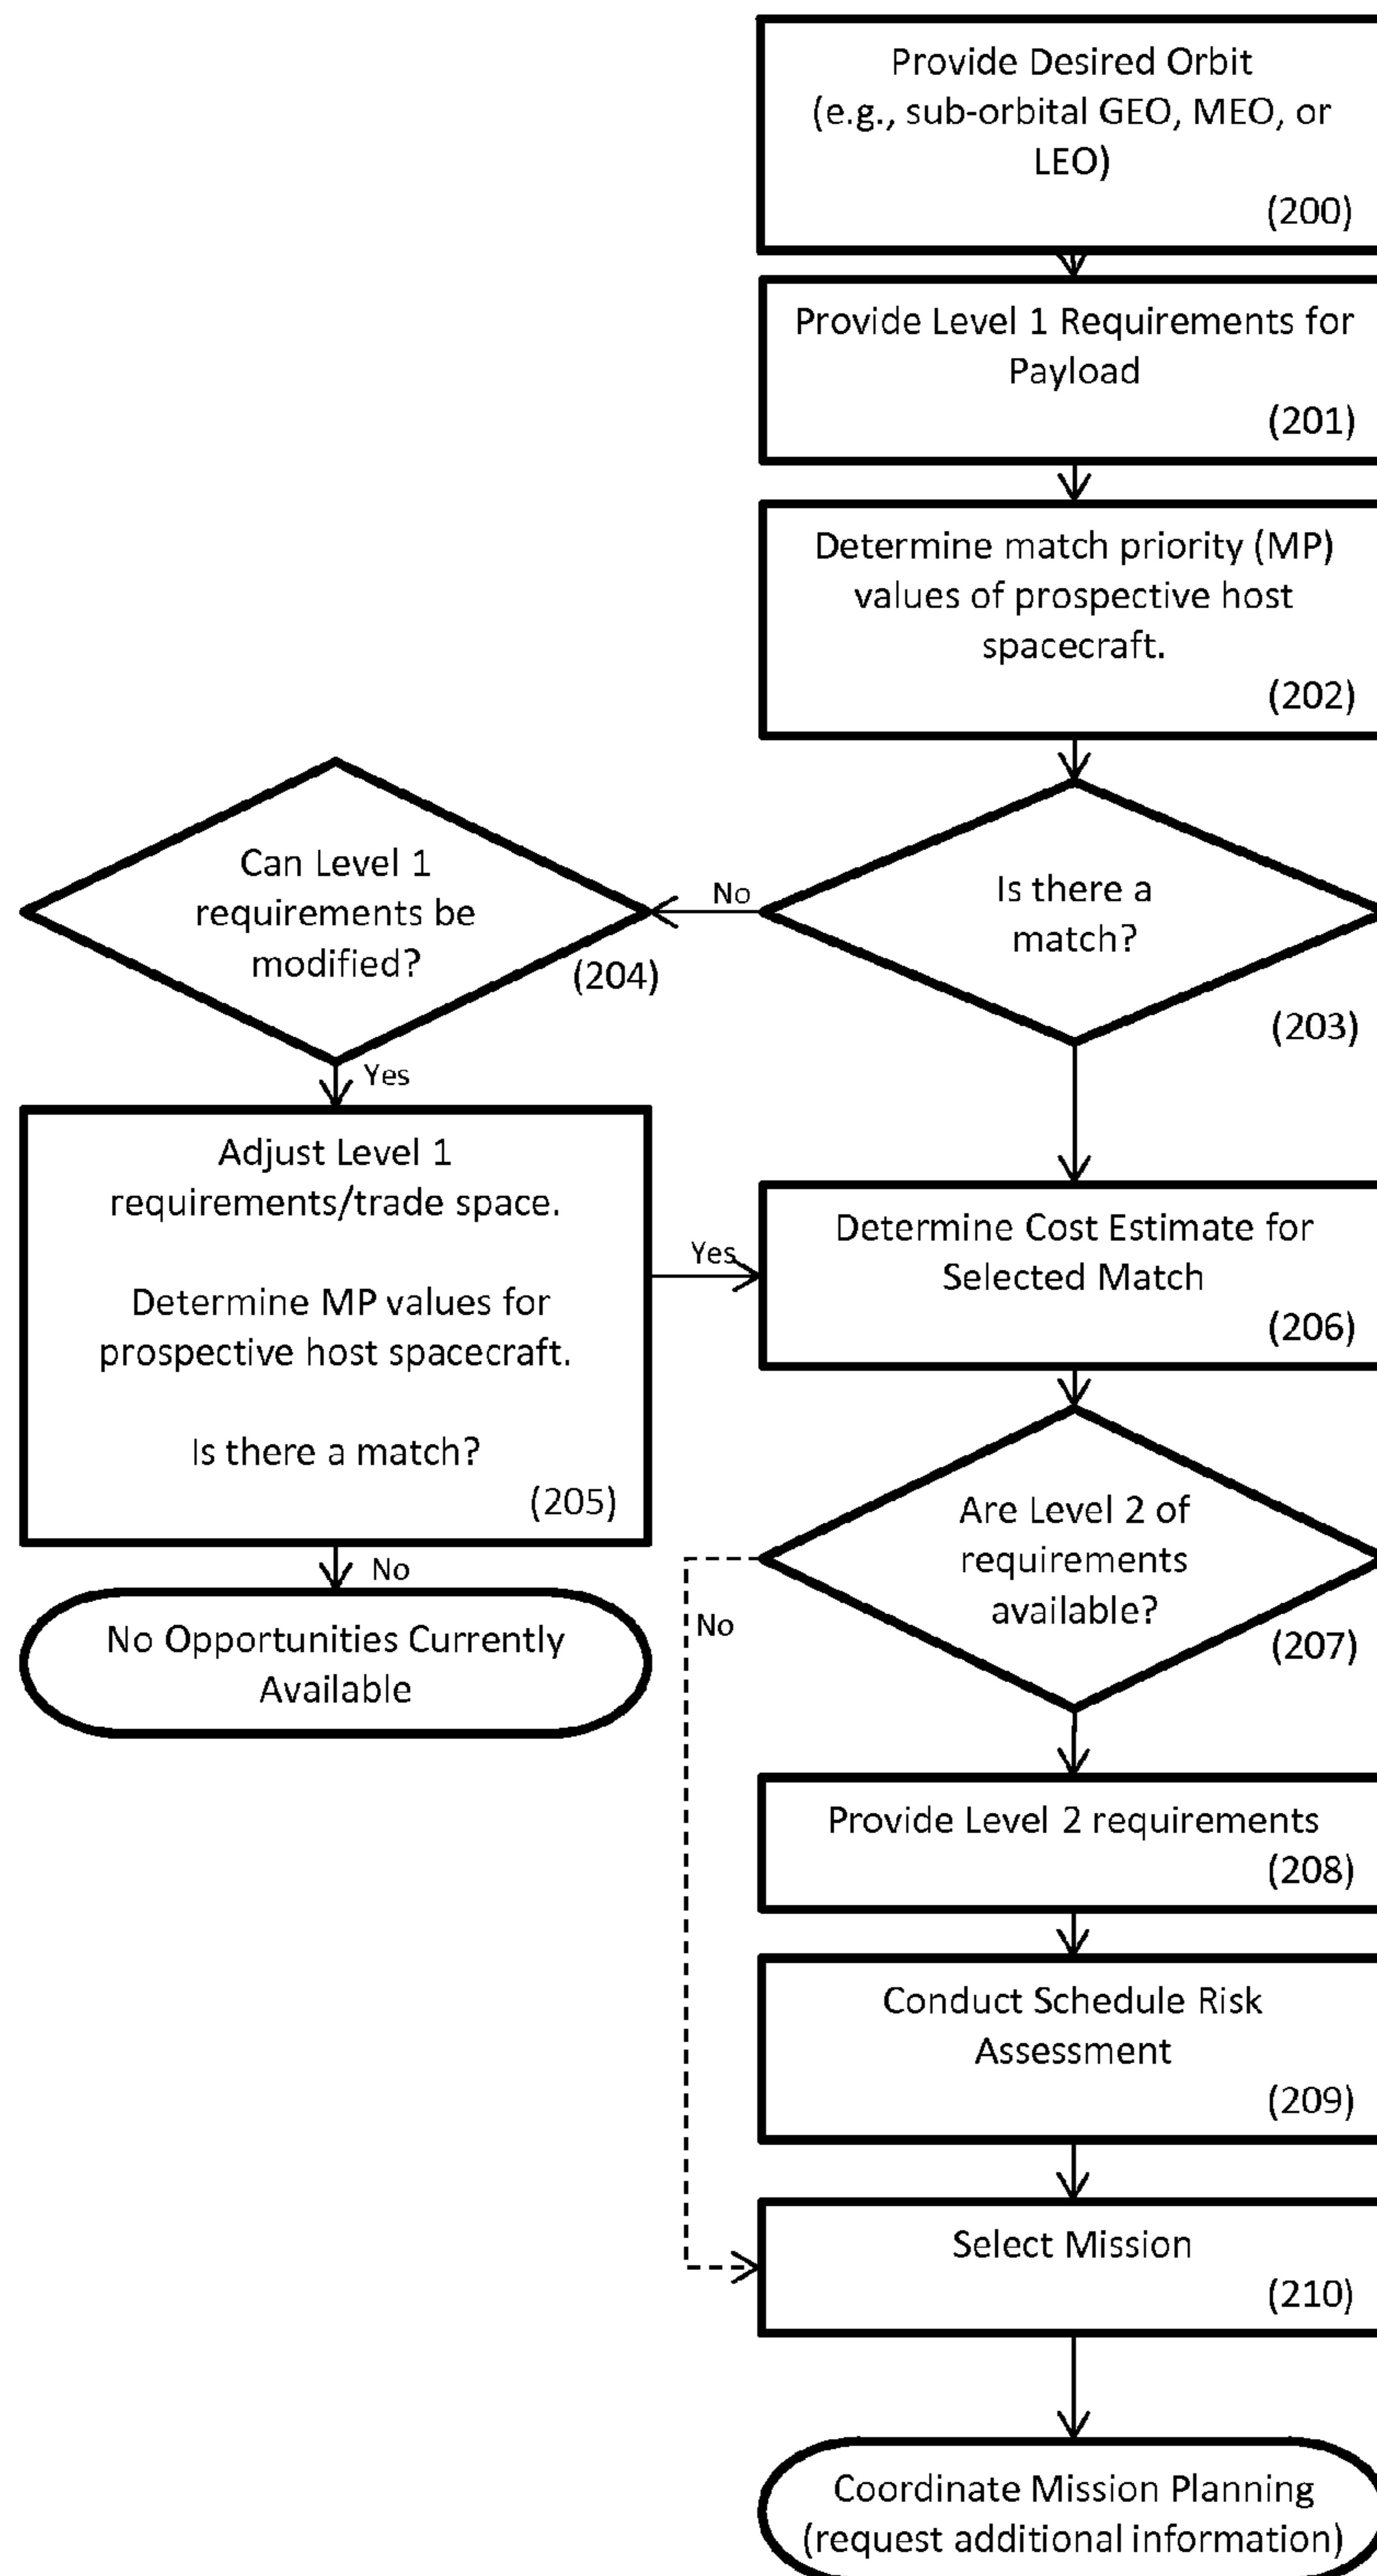 Provide Desired Orbit
(e.g., sub-orbital GEO, MEO, or
LEO)
(200)
Provide Level 1 Requirements for
Payload
(201)
Determine match priority (MP)
values of prospective host
spacecraft.
(202)
Is there a
match?
(203)
No
Can Level 1
requirements be
modified?
(204)
Yes
Adjust Level 1
requirements/trade space.
Determine MP values for
prospective host spacecraft.
Is there a match?
(205)
No
No Opportunities Currently
Available
Yes
Determine Cost Estimate for
Selected Match
(206)
Are Level 2 of
requirements
available?
(207)
No
Provide Level 2 requirements
(208)
Conduct Schedule Risk
Assessment
(209)
Select Mission
(210)
Coordinate Mission Planning
(request additional information)